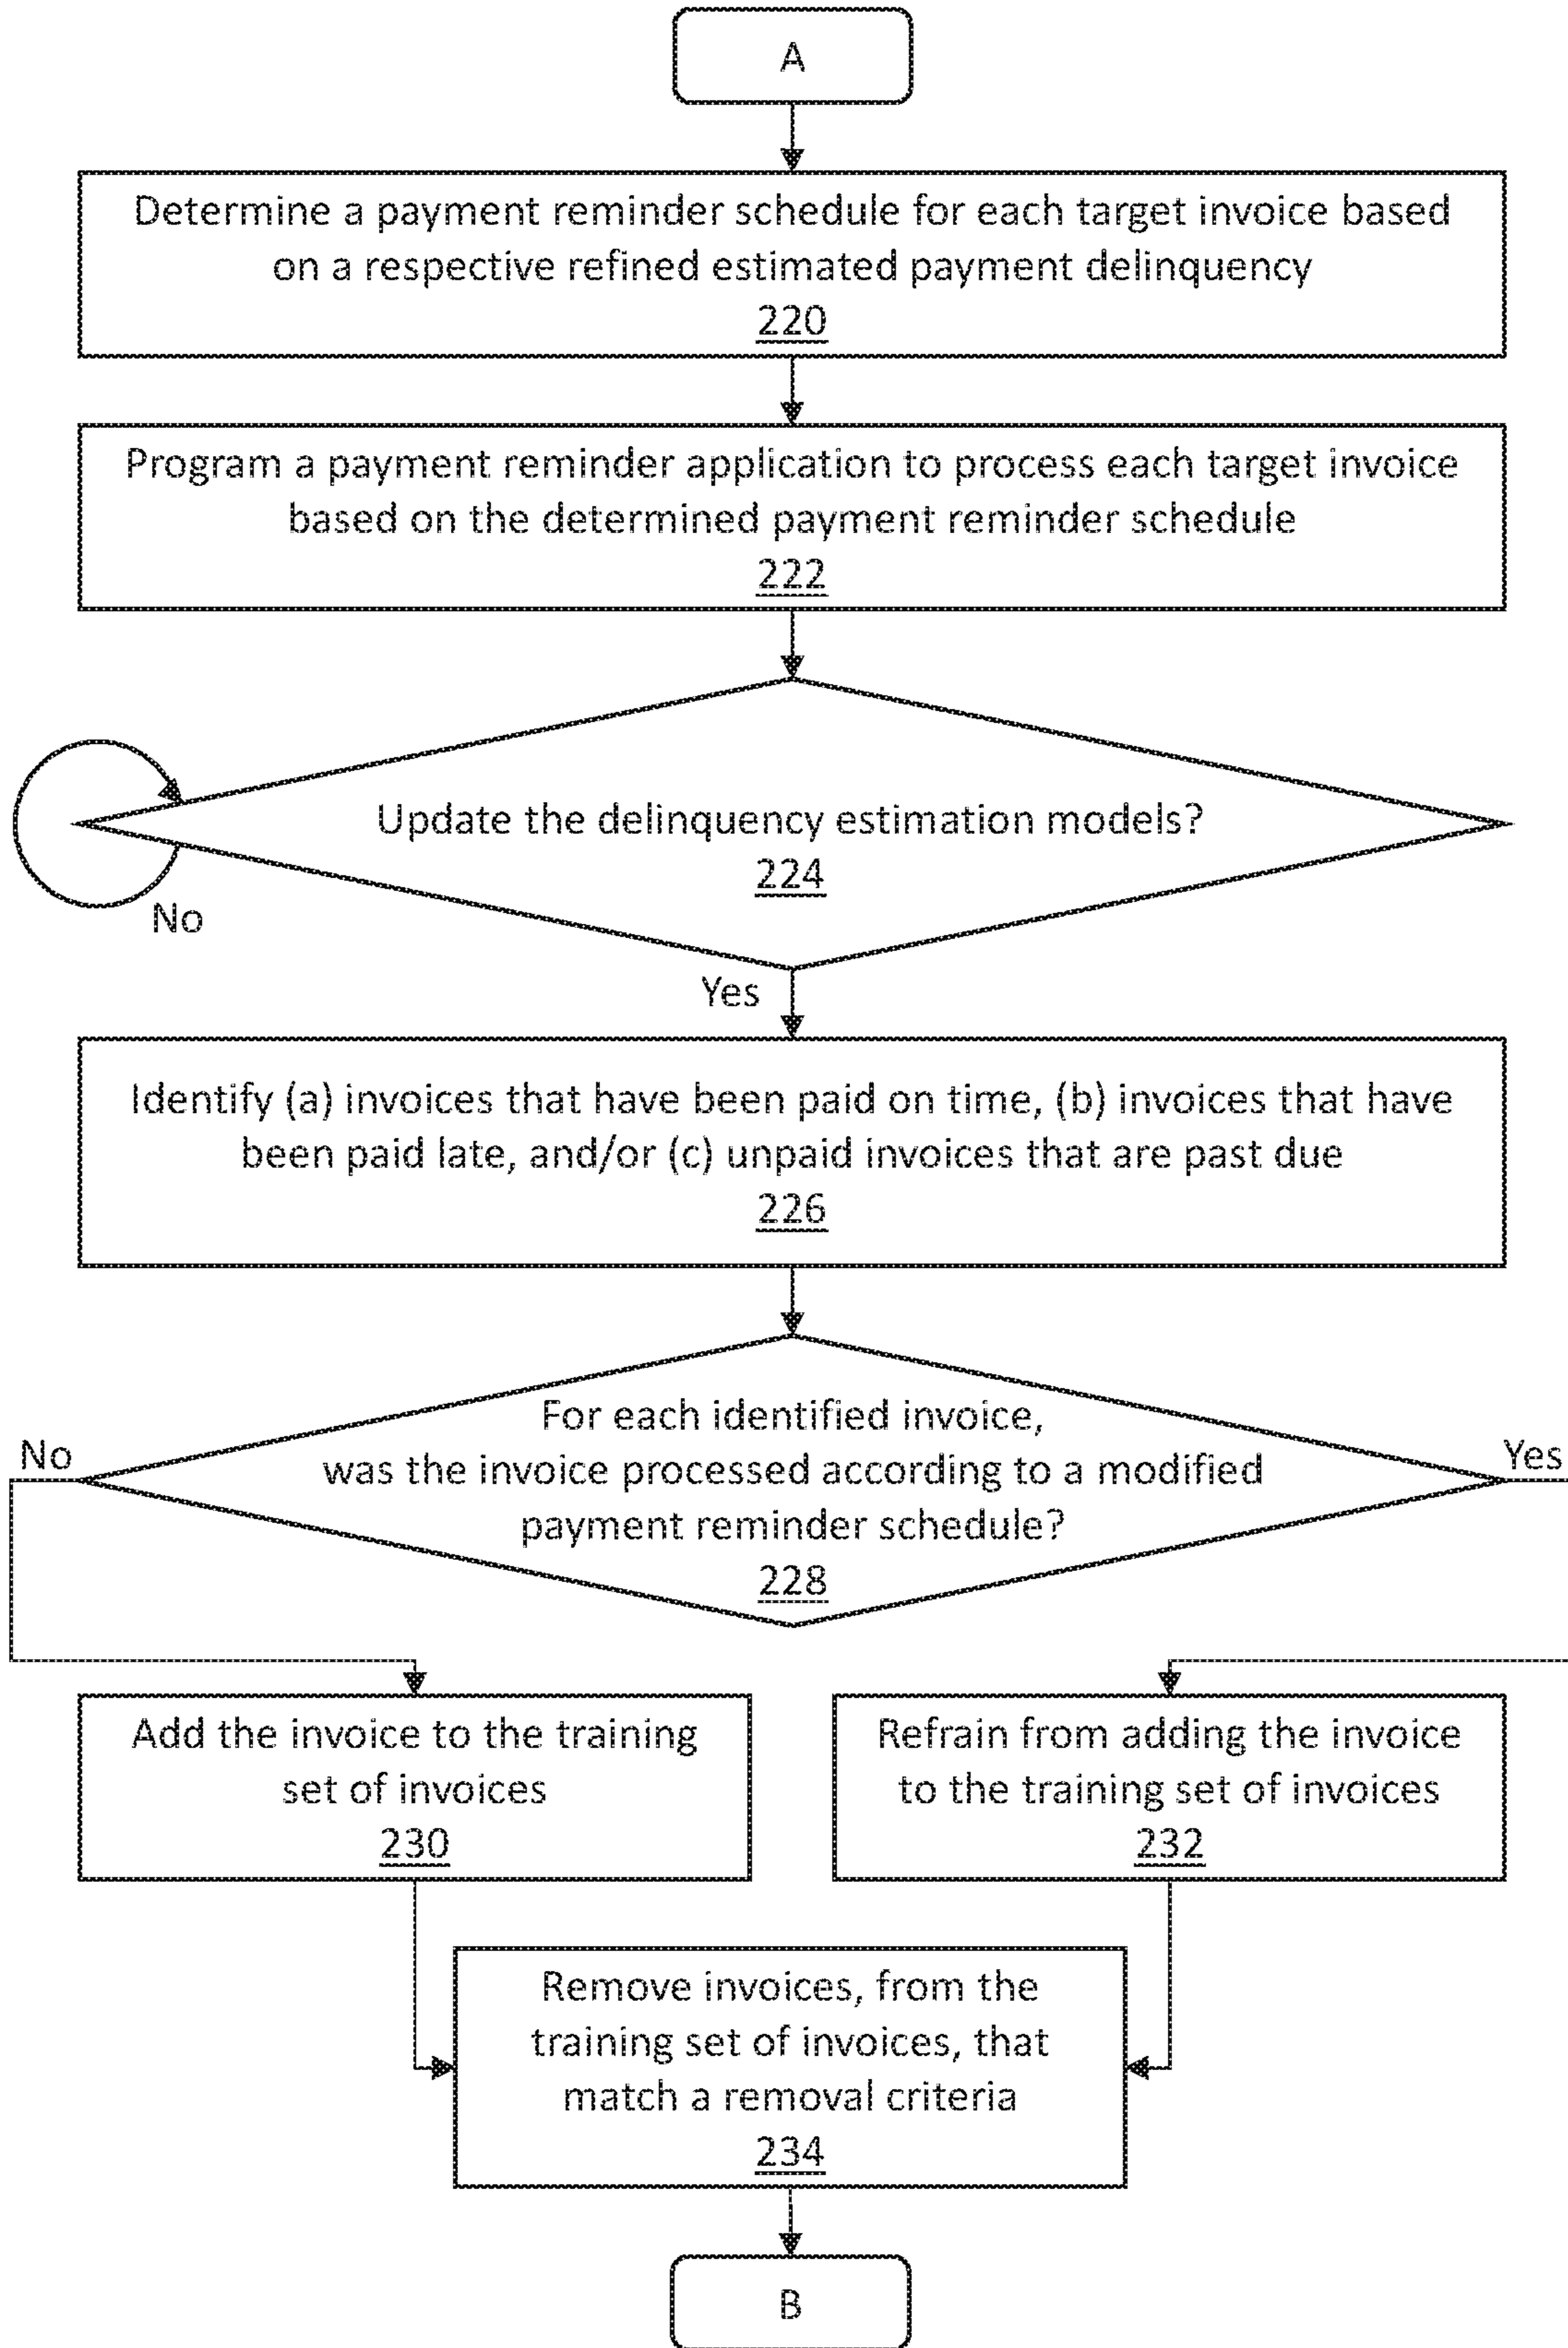 A
Determine a payment reminder schedule for each target invoice based
on a respective refined estimated payment delinquency
220
Program a payment reminder application to process each target invoice
based on the determined payment reminder schedule
222
Update the delinquency estimation models?
224
No
Yes
Identify (a) invoices that have been paid on time, (b) invoices that have
been paid late, and/or (c) unpaid invoices that are past due
226
For each identified invoice,
was the invoice processed according to a modified
payment reminder schedule?
228
No
Yes
Add the invoice to the training
set of invoices
230
Refrain from adding the invoice
to the training set of invoices
232
Remove invoices, from the
training set of invoices, that
match a removal criteria
234
B